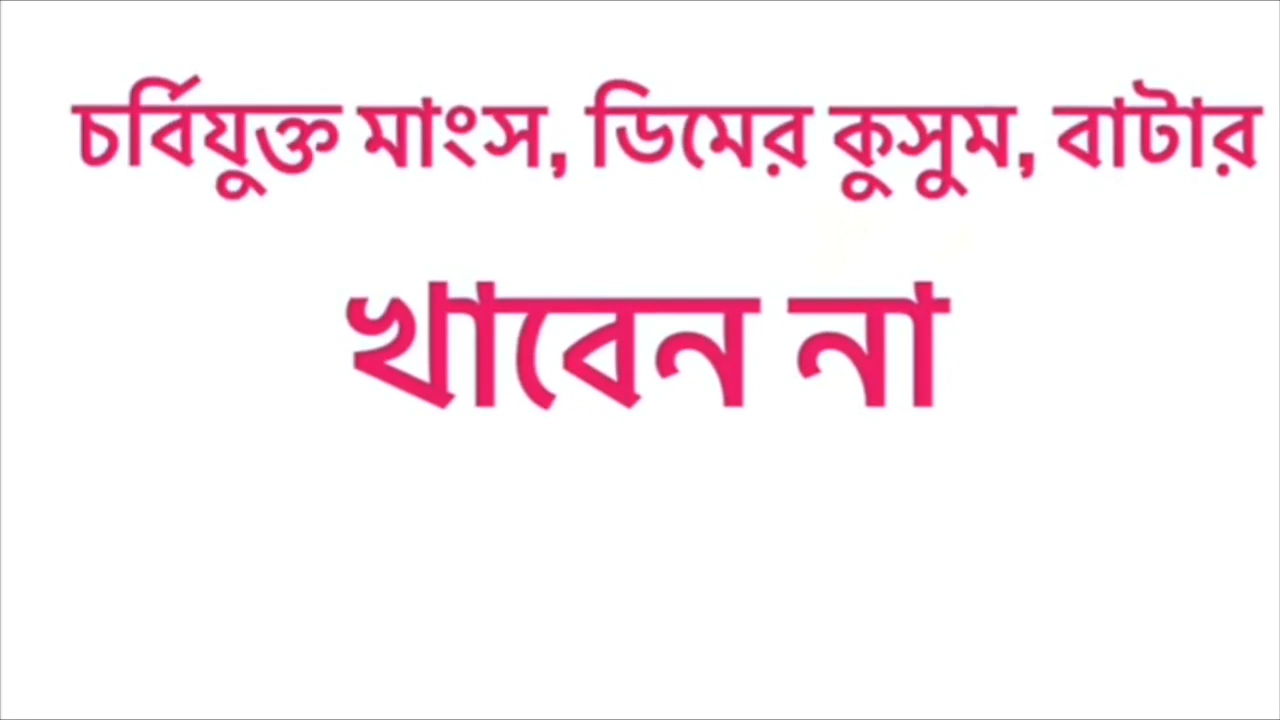 চর্বিযুক্ত মাংস, ডিমের কুসুম, বাটার
খাবেন না